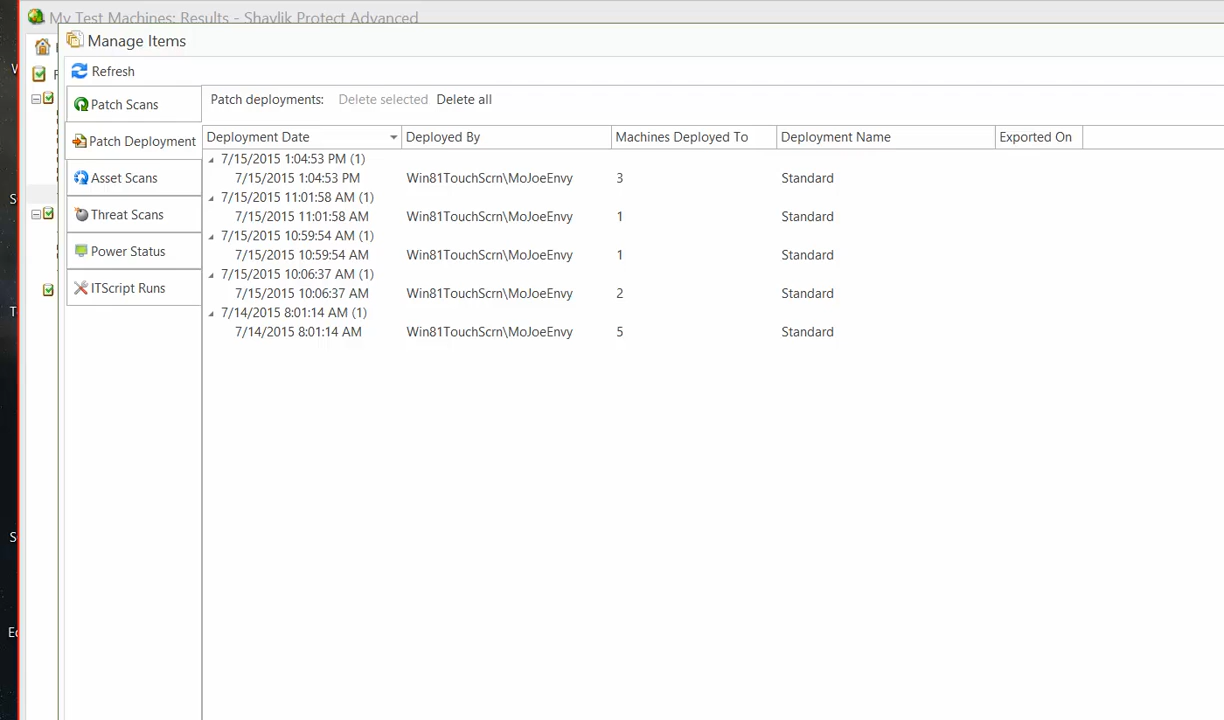 My Test Machines: Results - Shavlik Protect Advanced
Manage Items
Refresh
Patch Scans
Patch Deployment
Asset Scans
Threat Scans
Power Status
ITScript Runs
Patch deployments: Delete selected Delete all
Deployment Date Deployed By Machines Deployed To Deployment Name Exported On
7/15/2015 1:04:53 PM (1)
7/15/2015 1:04:53 PM Win81TouchScrn\MoJoeEnvy 3 Standard
7/15/2015 11:01:58 AM (1)
7/15/2015 11:01:58 AM Win81TouchScrn\MoJoeEnvy 1 Standard
7/15/2015 10:59:54 AM (1)
7/15/2015 10:59:54 AM Win81TouchScrn\MoJoeEnvy 1 Standard
7/15/2015 10:06:37 AM (1)
7/15/2015 10:06:37 AM Win81TouchScrn\MoJoeEnvy 2 Standard
7/14/2015 8:01:14 AM (1)
7/14/2015 8:01:14 AM Win81TouchScrn\MoJoeEnvy 5 Standard